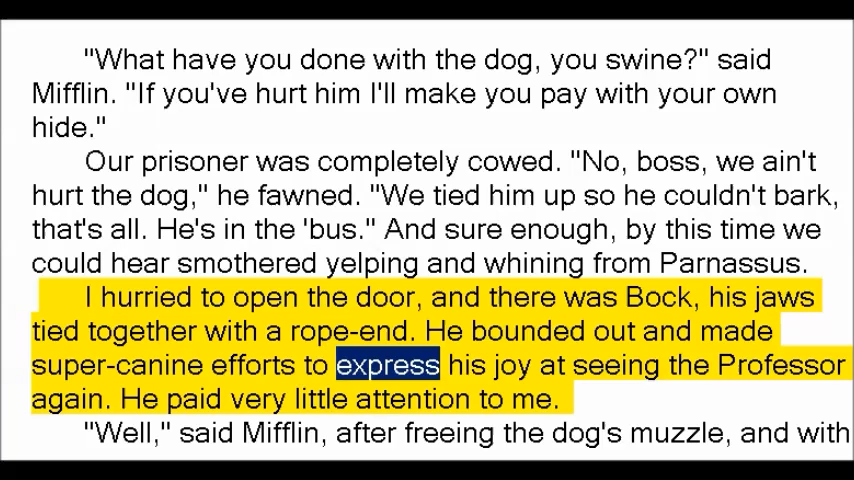 "What have you done with the dog, you swine?" said
Mifflin. "If you've hurt him I'll make you pay with your own
hide."
Our prisoner was completely cowed. "No, boss, we ain't
hurt the dog," he fawned. "We tied him up so he couldn't bark,
that's all. He's in the 'bus." And sure enough, by this time we
could hear smothered yelping and whining from Parnassus.
I hurried to open the door, and there was Bock, his jaws
tied together with a rope-end. He bounded out and made
super-canine efforts to express his joy at seeing the Professor
again. He paid very little attention to me.
"Well," said Mifflin, after freeing the dog's muzzle, and with